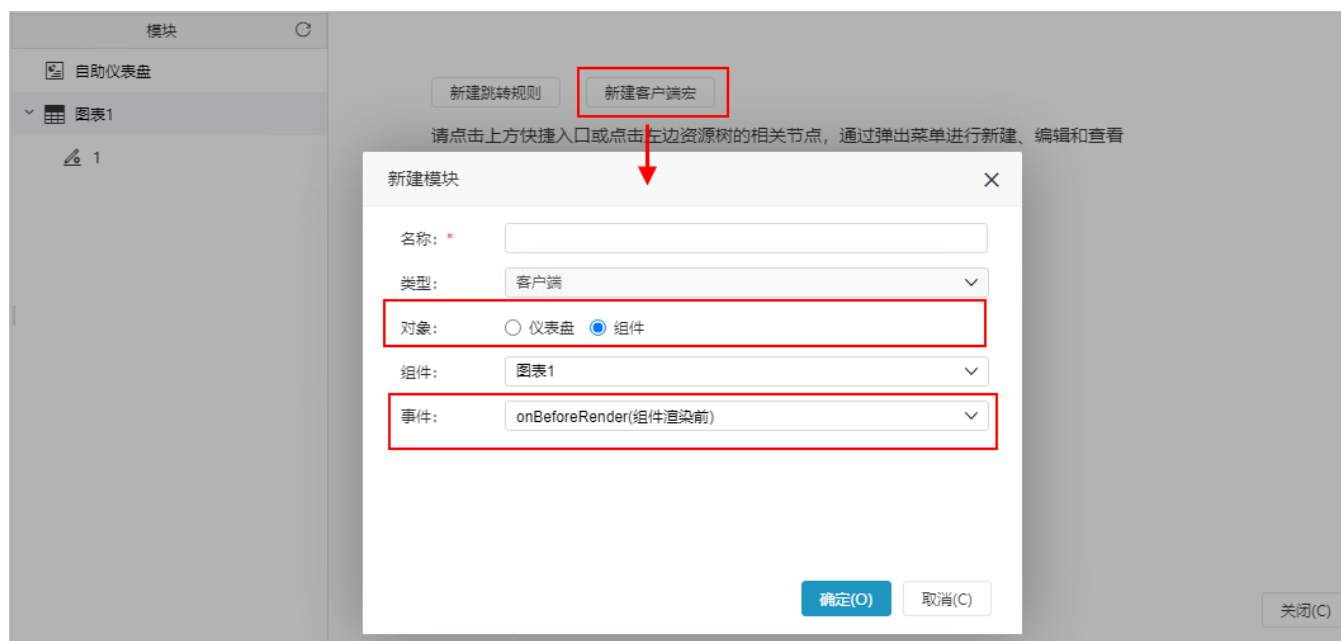 模块
自助仪表盘
图表1
1
新建跳转规则 新建客户端宏
请点击上方快捷入口或点击左边资源树的相关节点，通过弹出菜单进行新建、编辑和查看
新建模块
名称：*
类型： 客户端
对象： 仪表盘 组件
组件： 图表1
事件： onBeforeRender(组件渲染前)
确定(O) 取消(C)
关闭(C)